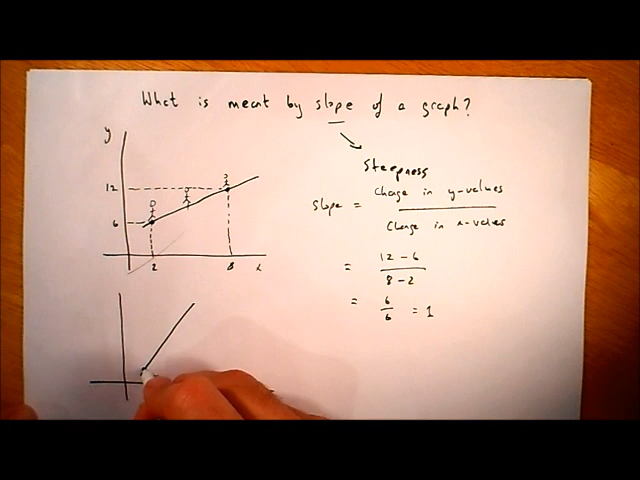 What is meant by slope of a graph?
Steepness
y
12
6
2 8 x
Slope = Change in y-values
Change in x-values
= 12 - 6
8 - 2
= 6
6 = 1